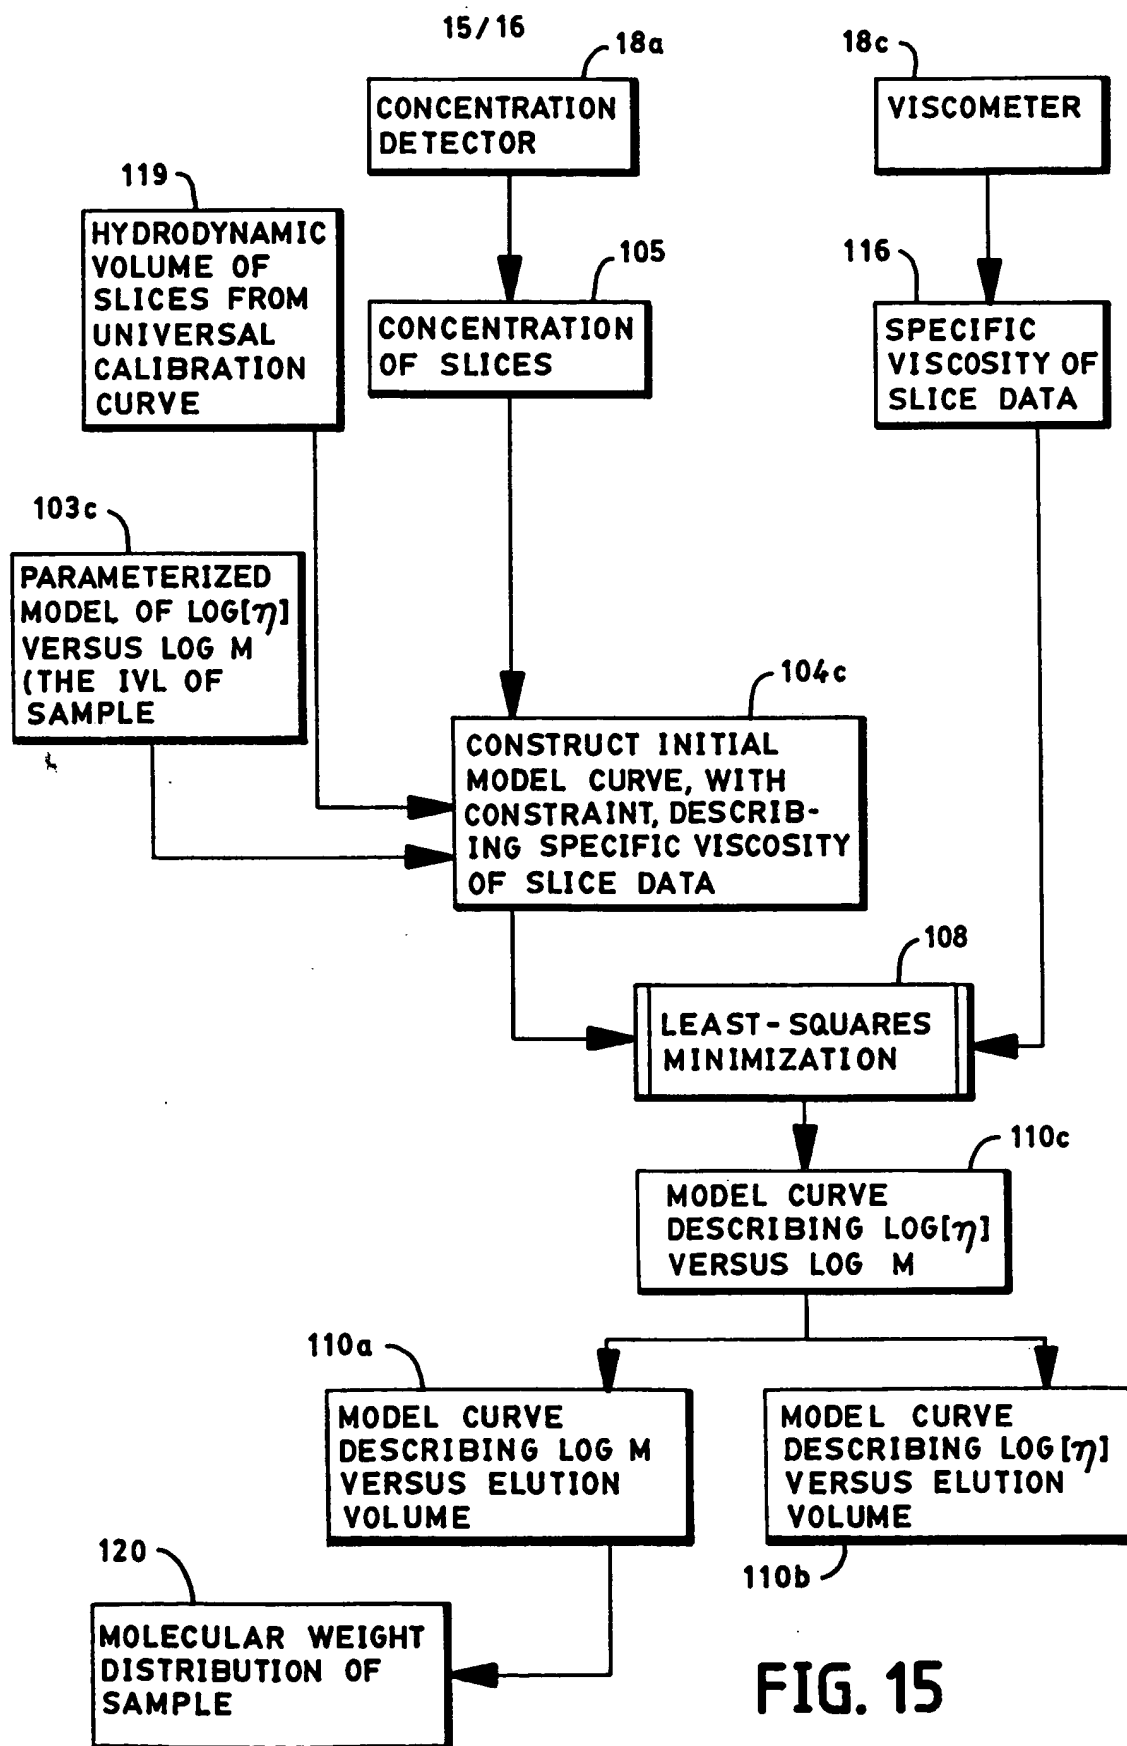 15/16
18a
CONCENTRATION
DETECTOR
18c
VISCOMETER
119
HYDRODYNAMIC
VOLUME OF
SLICES FROM
UNIVERSAL
CALIBRATION
CURVE
105
CONCENTRATION
OF SLICES
116
SPECIFIC
VISCOSITY OF
SLICE DATA
103c
PARAMETERIZED
MODEL OF LOG[η]
VERSUS LOG M
(THE IVL OF
SAMPLE
104c
CONSTRUCT INITIAL
MODEL CURVE, WITH
CONSTRAINT, DESCRIB-
ING SPECIFIC VISCOSITY
OF SLICE DATA
108
LEAST-SQUARES
MINIMIZATION
110c
MODEL CURVE
DESCRIBING LOG[η]
VERSUS LOG M
110a
MODEL CURVE
DESCRIBING LOG M
VERSUS ELUTION
VOLUME
MODEL CURVE
DESCRIBING LOG[η]
VERSUS ELUTION
VOLUME
110b
120
MOLECULAR WEIGHT
DISTRIBUTION OF
SAMPLE
FIG. 15